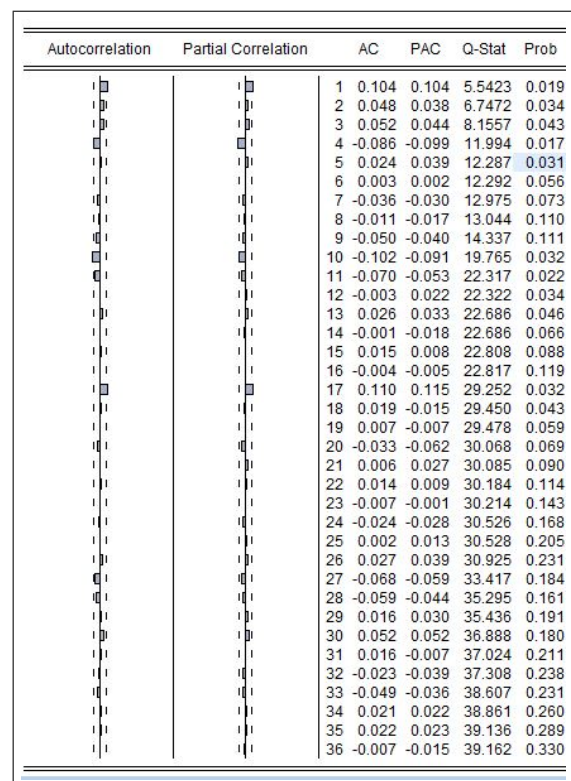 Autocorrelation Partial Correlation AC PAC Q-Stat Prob
1 0.104 0.104 5.5423 0.019
2 0.048 0.038 6.7472 0.034
3 0.052 0.044 8.1557 0.043
4 -0.086 -0.099 11.994 0.017
5 0.024 0.039 12.287 0.031
6 0.003 0.002 12.292 0.056
7 -0.036 -0.030 12.975 0.073
8 -0.011 -0.017 13.044 0.110
9 -0.050 -0.040 14.337 0.111
10 -0.102 -0.091 19.765 0.032
11 -0.070 -0.053 22.317 0.022
12 -0.003 0.022 22.322 0.034
13 0.026 0.033 22.686 0.046
14 -0.001 -0.018 22.686 0.066
15 0.015 0.008 22.808 0.088
16 -0.004 -0.005 22.817 0.119
17 0.110 0.115 29.252 0.032
18 0.019 -0.015 29.450 0.043
19 0.007 -0.007 29.478 0.059
20 -0.033 -0.062 30.068 0.069
21 0.006 0.027 30.085 0.090
22 0.014 0.009 30.184 0.114
23 -0.007 -0.001 30.214 0.143
24 -0.024 -0.028 30.526 0.168
25 0.002 0.013 30.528 0.205
26 0.027 0.039 30.925 0.231
27 -0.068 -0.059 33.417 0.184
28 -0.059 -0.044 35.295 0.161
29 0.016 0.030 35.436 0.191
30 0.052 0.052 36.888 0.180
31 0.016 -0.007 37.024 0.211
32 -0.023 -0.039 37.308 0.238
33 -0.049 -0.036 38.607 0.231
34 0.021 0.022 38.861 0.260
35 0.022 0.023 39.136 0.289
36 -0.007 -0.015 39.162 0.330